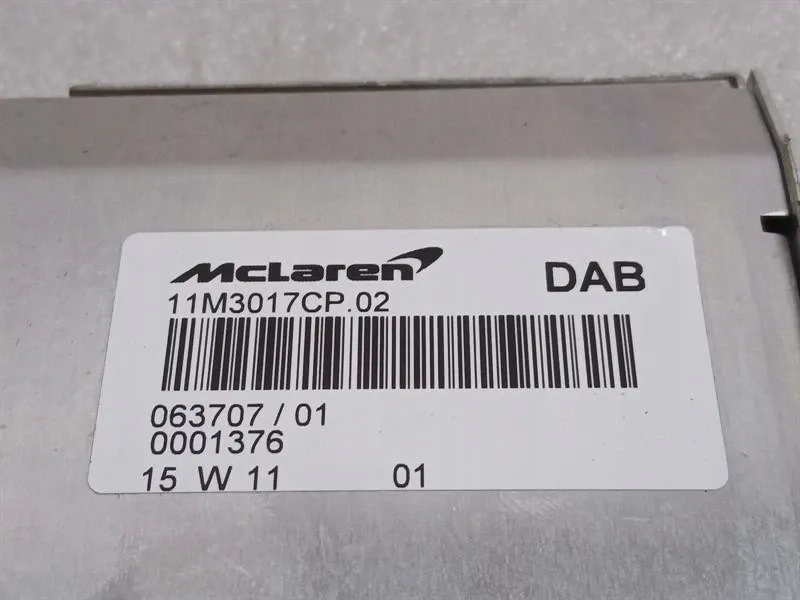 McLaren DAB
11M3017CP.02
063707 / 01
0001376
15 W 11 01